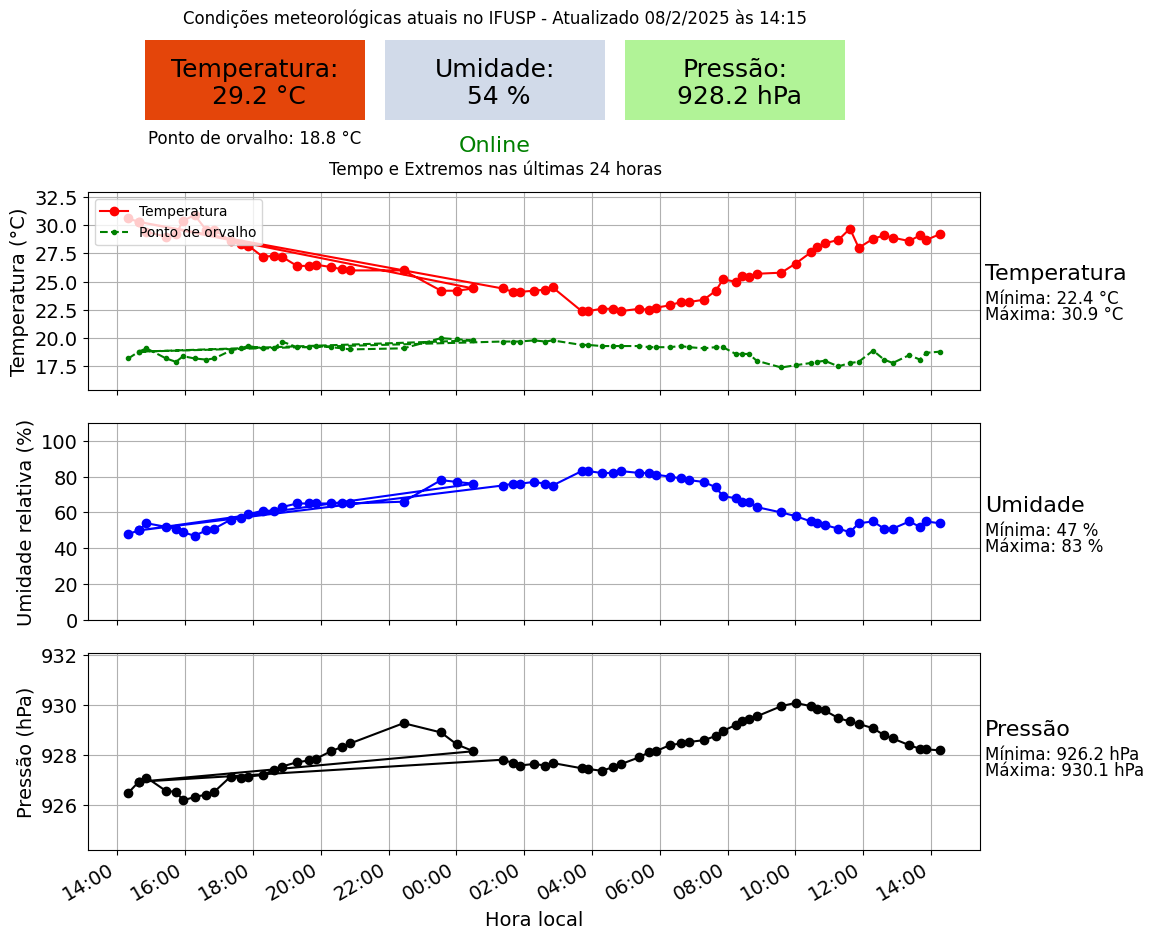 Condições meteorológicas atuais no IFUSP - Atualizado 08/2/2025 às 14:15
Temperatura:
29.2 °C
Umidade:
54 %
Pressão:
928.2 hPa
Ponto de orvalho: 18.8 °C
Online
Tempo e Extremos nas últimas 24 horas
Temperatura (°C)
32.5
30.0
27.5
25.0
22.5
20.0
17.5
Temperatura
Ponto de orvalho
Temperatura
Mínima: 22.4 °C
Máxima: 30.9 °C
Umidade relativa (%)
100
80
60
40
20
0
Umidade
Mínima: 47 %
Máxima: 83 %
Pressão (hPa)
932
930
928
926
Pressão
Mínima: 926.2 hPa
Máxima: 930.1 hPa
14:00 16:00 18:00 20:00 22:00 00:00 02:00 04:00 06:00 08:00 10:00 12:00 14:00
Hora local